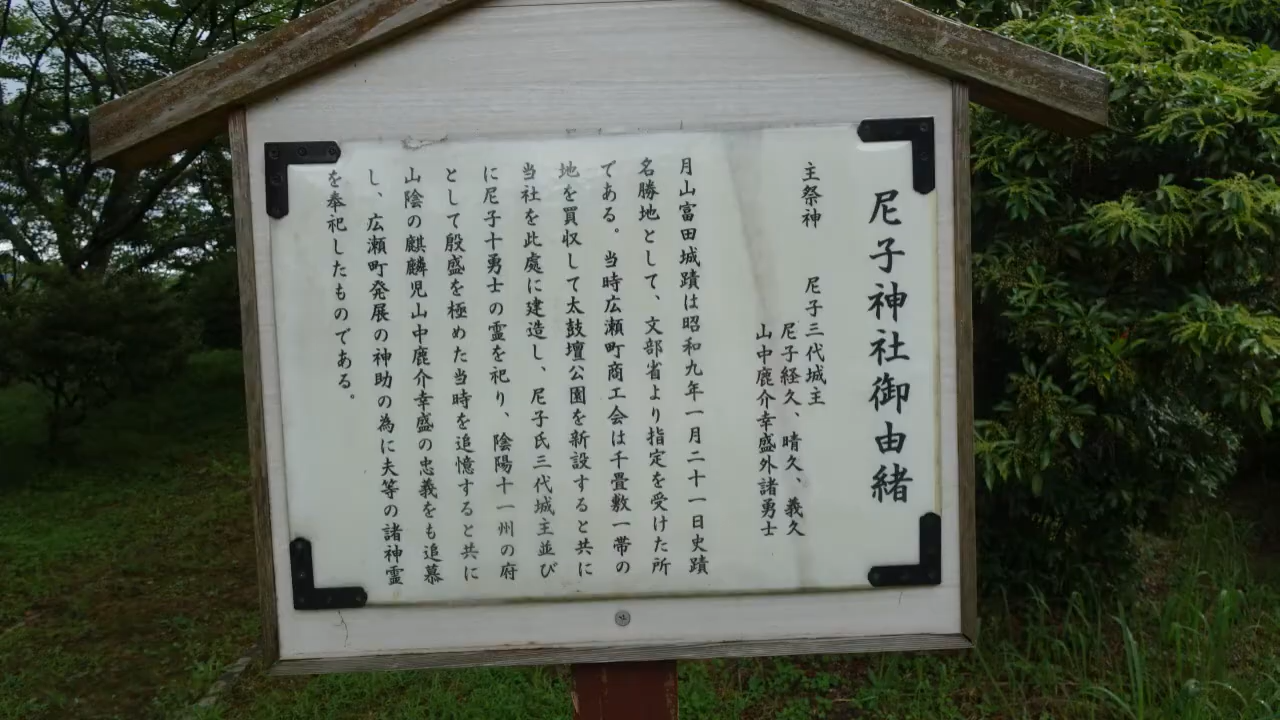 尼子神社御由緒
主祭神　尼子三代城主
尼子経久、晴久、義久
山中鹿介幸盛外諸勇士
月山富田城蹟は昭和九年一月二十一日史蹟
名勝地として、文部省より指定を受けた所
である。当時広瀬町商工会は千畳敷一帯の
地を買収して太鼓壇公園を新設すると共に
当社を此處に建造し、尼子氏三代城主並び
に尼子十勇士の霊を祀り、陰陽十一州の府
として殷盛を極めた当時を追憶すると共に
山陰の麒麟児山中鹿介幸盛の忠義をも追慕
し、広瀬町発展の神助の為に夫等の諸神霊
を奉祀したものである。